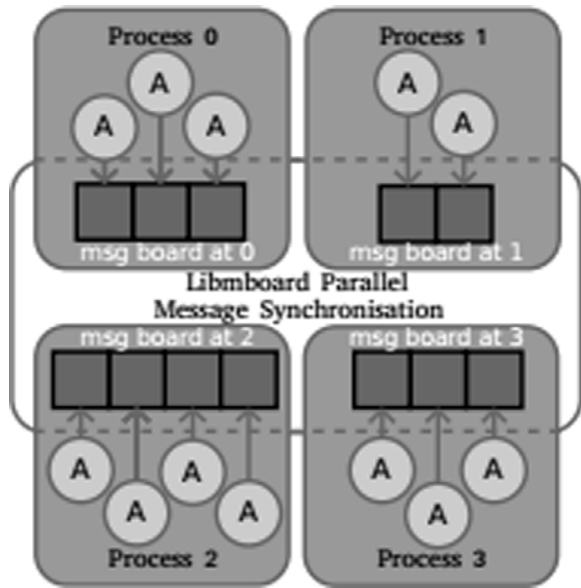 Process 0
Process 1
A
A
A
A
A
msg board at 0
msg board at 1
Libmboard Parallel
Message Synchronisation
msg board at 2
msg board at 3
A
A
A
A
A
A
A
Process 2
Process 3